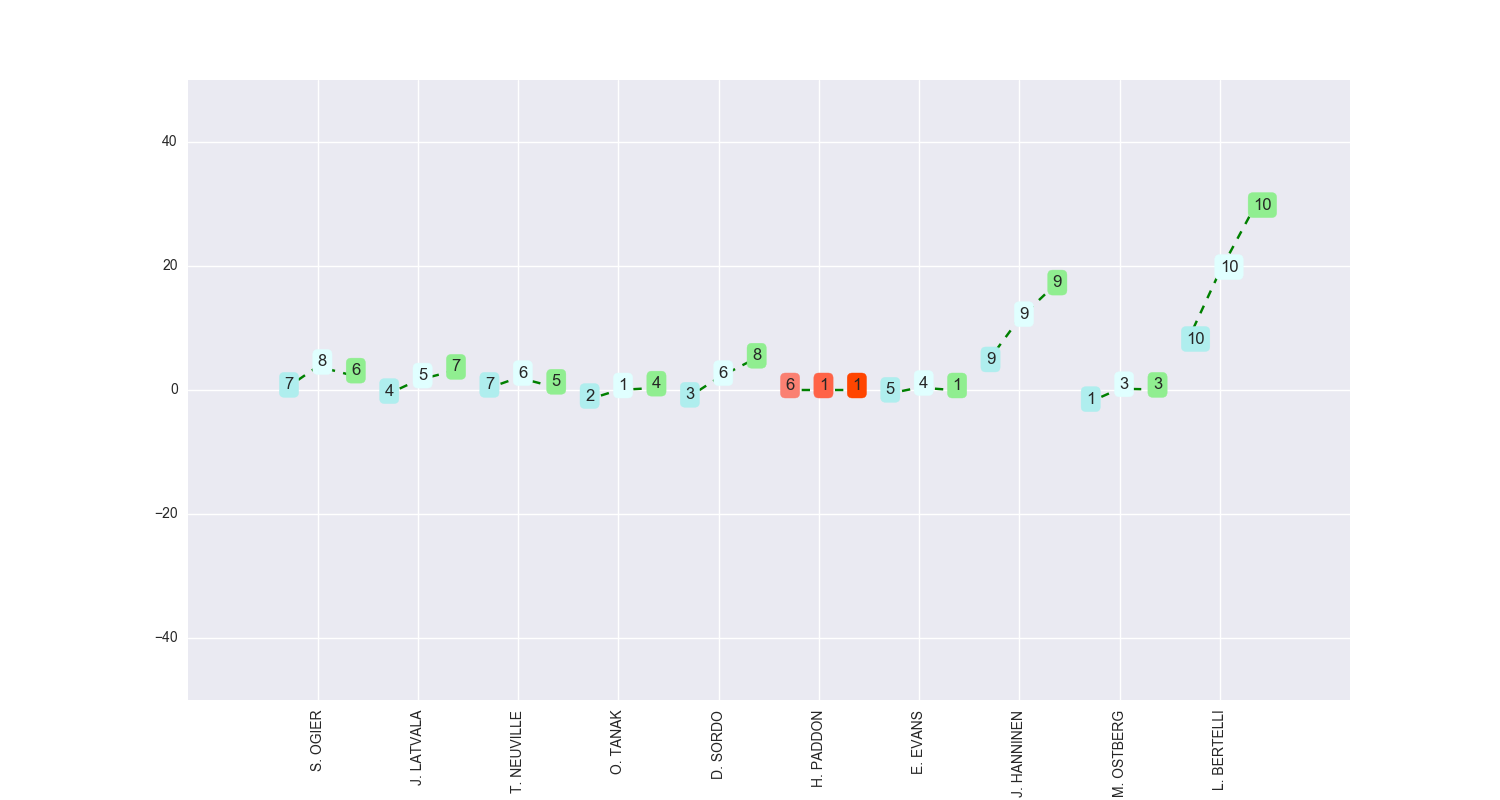 40
20
0
−20
−40
7 8 6
4 5 7
7 6 5
2 1 4
3 6 8
6 1 1
5 4 1
9 9 9
1 3 3
10 10 10
S. OGIER
J. LATVALA
T. NEUVILLE
O. TANAK
D. SORDO
H. PADDON
E. EVANS
J. HANNINEN
M. OSTBERG
L. BERTELLI